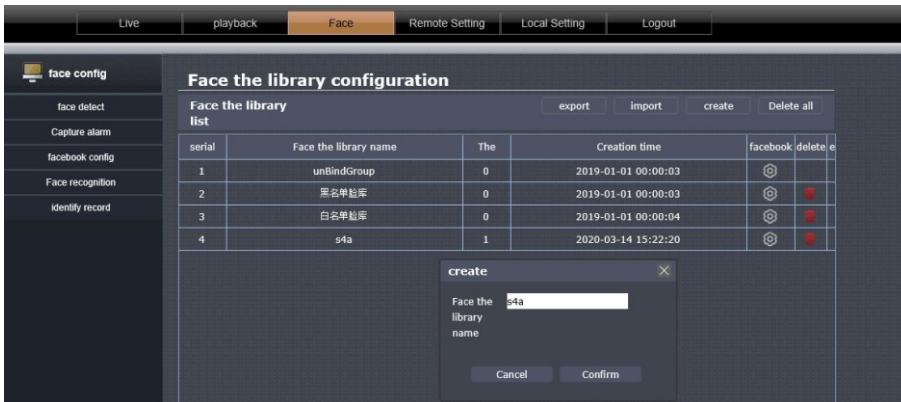 Live playback Face Remote Setting Local Setting Logout
face config
face detect
Capture alarm
facebook config
Face recognition
identify record
Face the library configuration
Face the library
list
export import create Delete all
serial Face the library name The Creation time facebook delete e
1 unBindGroup 0 2019-01-01 00:00:03
2 黑名单脸库 0 2019-01-01 00:00:03
3 白名单脸库 0 2019-01-01 00:00:04
4 s4a 1 2020-03-14 15:22:20
create
Face the s4a
library
name
Cancel Confirm